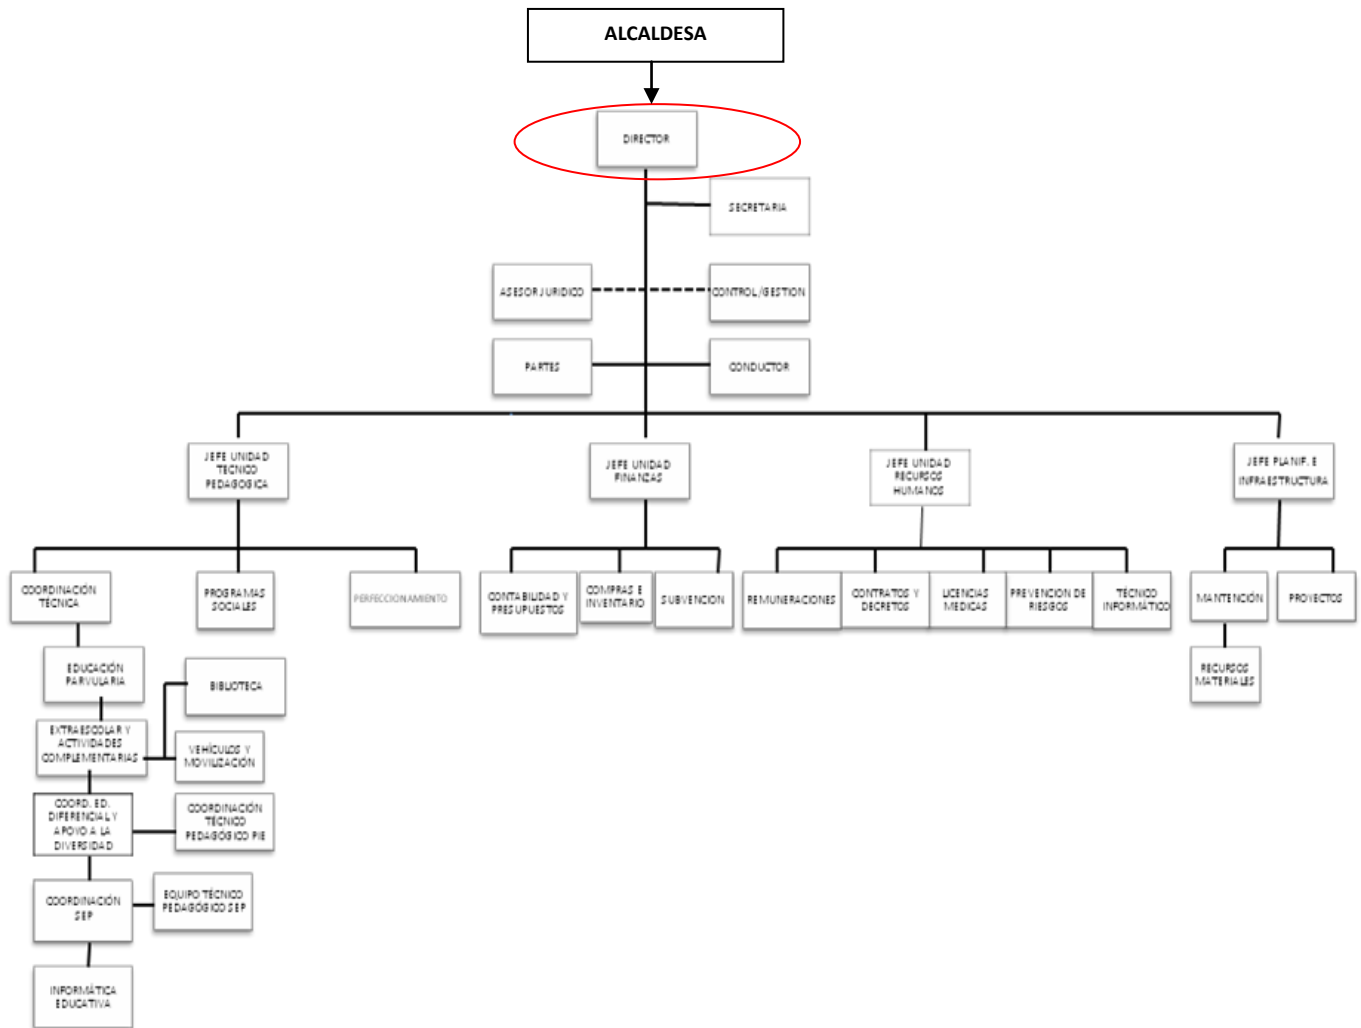 ALCALDESA
DIRECTOR
SECRETARIA
ASESOR JURIDICO
CONTROL/GESTION
PARTES
CONDUCTOR
JEFE UNIDAD
TECNICO
PEDAGOGICA
JEFE UNIDAD
FINANZAS
JEFE UNIDAD
RECURSOS
HUMANOS
JEFE PLANIF. E
INFRAESTRUCTURA
COORDINACIÓN
TÉCNICA
PROGRAMAS
SOCIALES
PERFECCIONAMIENTO
CONTABILIDAD Y
PRESUPUESTOS
COMPRAS E
INVENTARIO
SUBVENCION
REMUNERACIONES
CONTRATOS Y
DECRETOS
LICENCIAS
MEDICAS
PREVENCION DE
RIESGOS
TÉCNICO
INFORMÁTICO
MANTENCIÓN
PROYECTOS
EDUCACIÓN
PARVULARIA
BIBLIOTECA
RECURSOS
MATERIALES
EXTRAESCOLAR Y
ACTIVIDADES
COMPLEMENTARIAS
VEHÍCULOS Y
MOVILIZACIÓN
COORD. ED.
DIFERENCIAL Y
APOYO A LA
DIVERSIDAD
COORDINACIÓN
TÉCNICO
PEDAGÓGICO PIE
COORDINACIÓN
SEP
EQUIPO TÉCNICO
PEDAGÓGICO SEP
INFORMÁTICA
EDUCATIVA